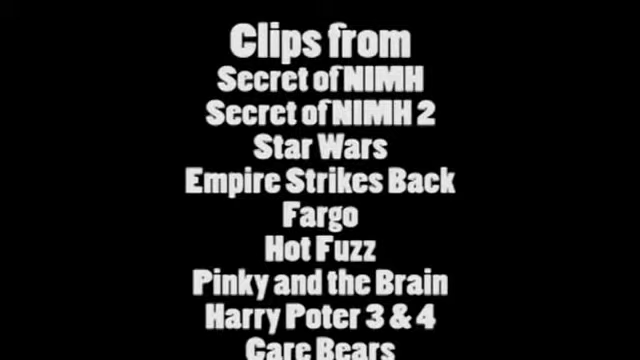 Clips from
Secret of NIMH
Secret of NIMH 2
Star Wars
Empire Strikes Back
Fargo
Hot Fuzz
Pinky and the Brain
Harry Poter 3 & 4
Care Bears